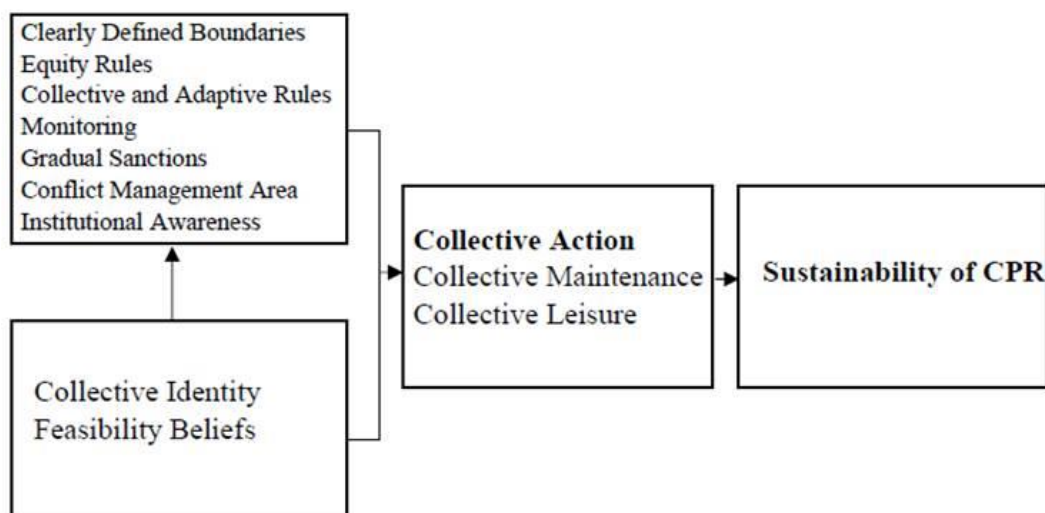 Clearly Defined Boundaries
Equity Rules
Collective and Adaptive Rules
Monitoring
Gradual Sanctions
Conflict Management Area
Institutional Awareness
Collective Identity
Feasibility Beliefs
Collective Action
Collective Maintenance
Collective Leisure
Sustainability of CPR